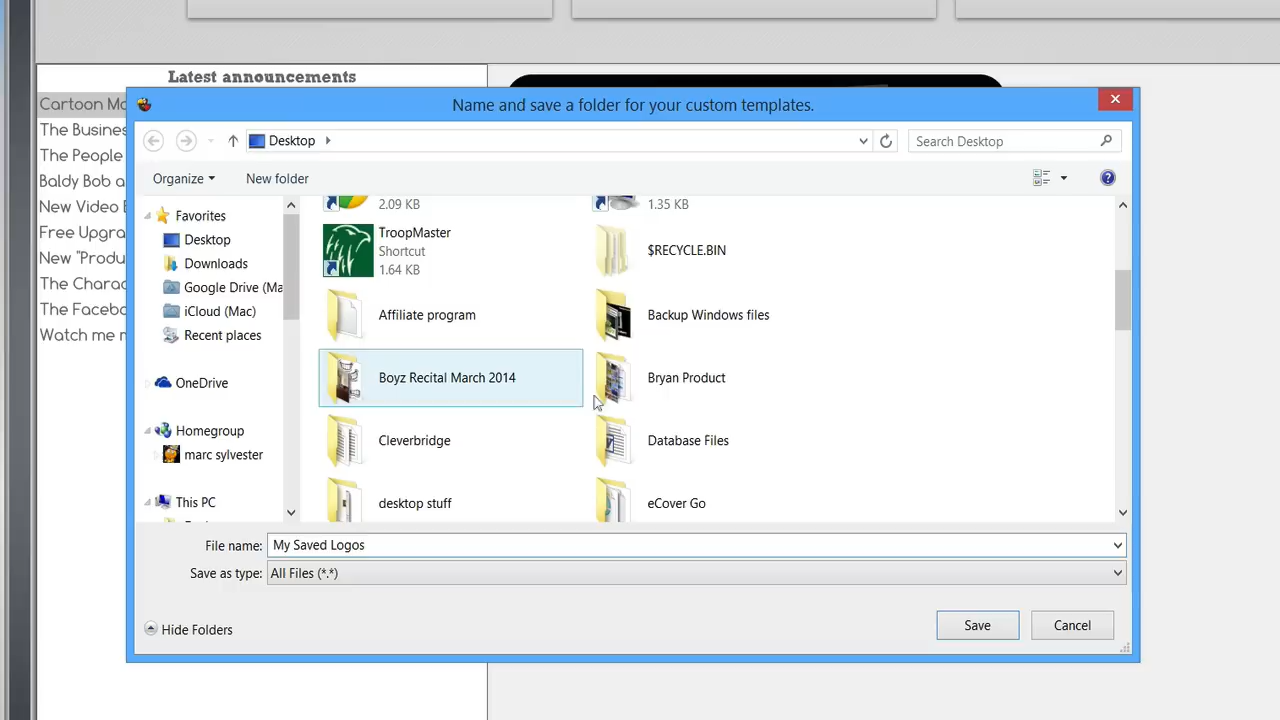 Latest announcements
Cartoon Ma
The Busines
The People
Baldy Bob a
New Video E
Free Upgra
New "Produ
The Charac
The Facebo
Watch me m
Name and save a folder for your custom templates.
Desktop
Search Desktop
Organize
New folder
Favorites
Desktop
Downloads
Google Drive (Ma
iCloud (Mac)
Recent places
OneDrive
Homegroup
marc sylvester
This PC
2.09 KB
1.35 KB
TroopMaster
Shortcut
1.64 KB
$RECYCLE.BIN
Affiliate program
Backup Windows files
Boyz Recital March 2014
Bryan Product
Cleverbridge
Database Files
desktop stuff
eCover Go
File name: My Saved Logos
Save as type: All Files (*.*)
Hide Folders
Save
Cancel